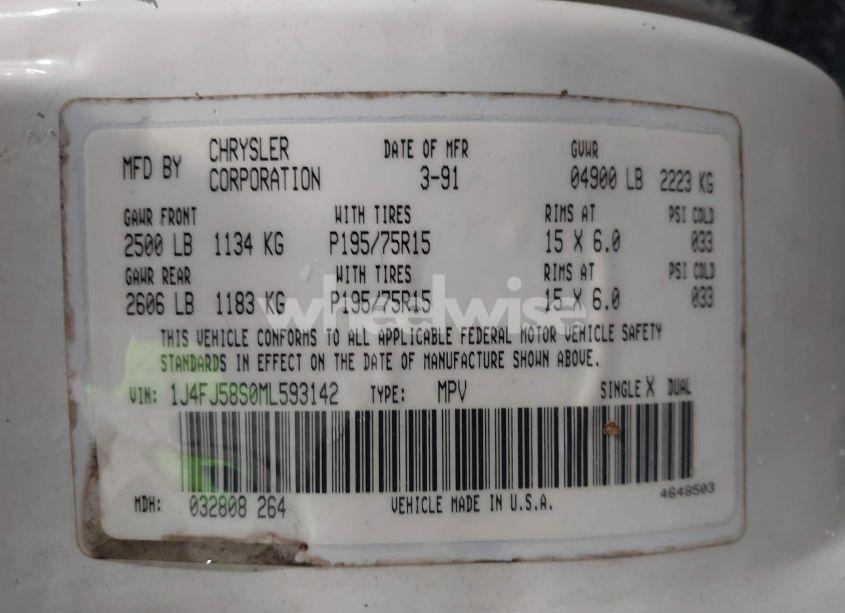 MFD BY CHRYSLER CORPORATION DATE OF MFR 3-91 GVWR 04900 LB 2223 KG
GAWR FRONT WITH TIRES RIMS AT PSI COLD
2500 LB 1134 KG P195/75R15 15 X 6.0 033
GAWR REAR WITH TIRES RIMS AT PSI COLD
2606 LB 1183 KG P195/75R15 15 X 6.0 033
wheelwise
THIS VEHICLE CONFORMS TO ALL APPLICABLE FEDERAL MOTOR VEHICLE SAFETY
STANDARDS IN EFFECT ON THE DATE OF MANUFACTURE SHOWN ABOVE.
VIN: 1J4FJ58S0ML593142 TYPE: MPV SINGLE X DUAL
MDH: 032808 264 VEHICLE MADE IN U.S.A. 4648503